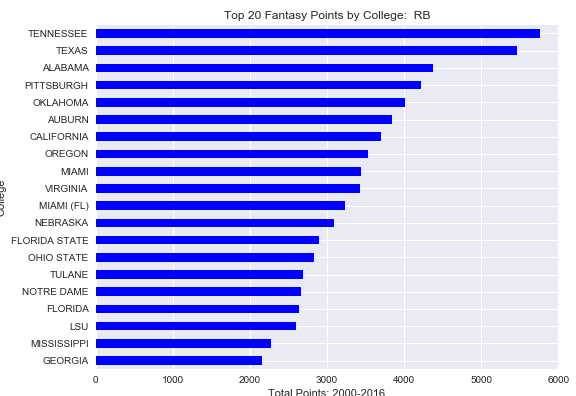 Top 20 Fantasy Points by College: RB
TENNESSEE
TEXAS
ALABAMA
PITTSBURGH
OKLAHOMA
AUBURN
CALIFORNIA
OREGON
MIAMI
VIRGINIA
MIAMI (FL)
NEBRASKA
FLORIDA STATE
OHIO STATE
TULANE
NOTRE DAME
FLORIDA
LSU
MISSISSIPPI
GEORGIA
College
0 1000 2000 3000 4000 5000 6000
Total Points: 2000-2016